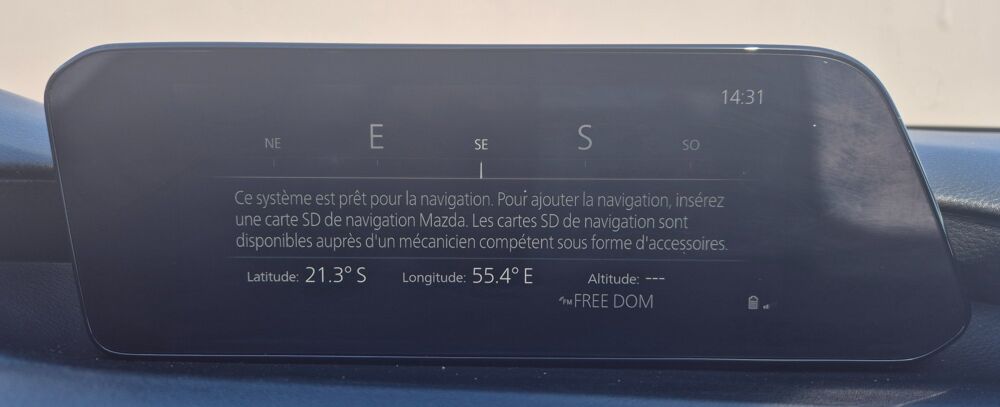 14:31
NE E SE S SO
Ce système est prêt pour la navigation. Pour ajouter la navigation, insérez
une carte SD de navigation Mazda. Les cartes SD de navigation sont
disponibles auprès d'un mécanicien compétent sous forme d'accessoires.
Latitude: 21.3° S Longitude: 55.4° E Altitude: ---
FM FREE DOM